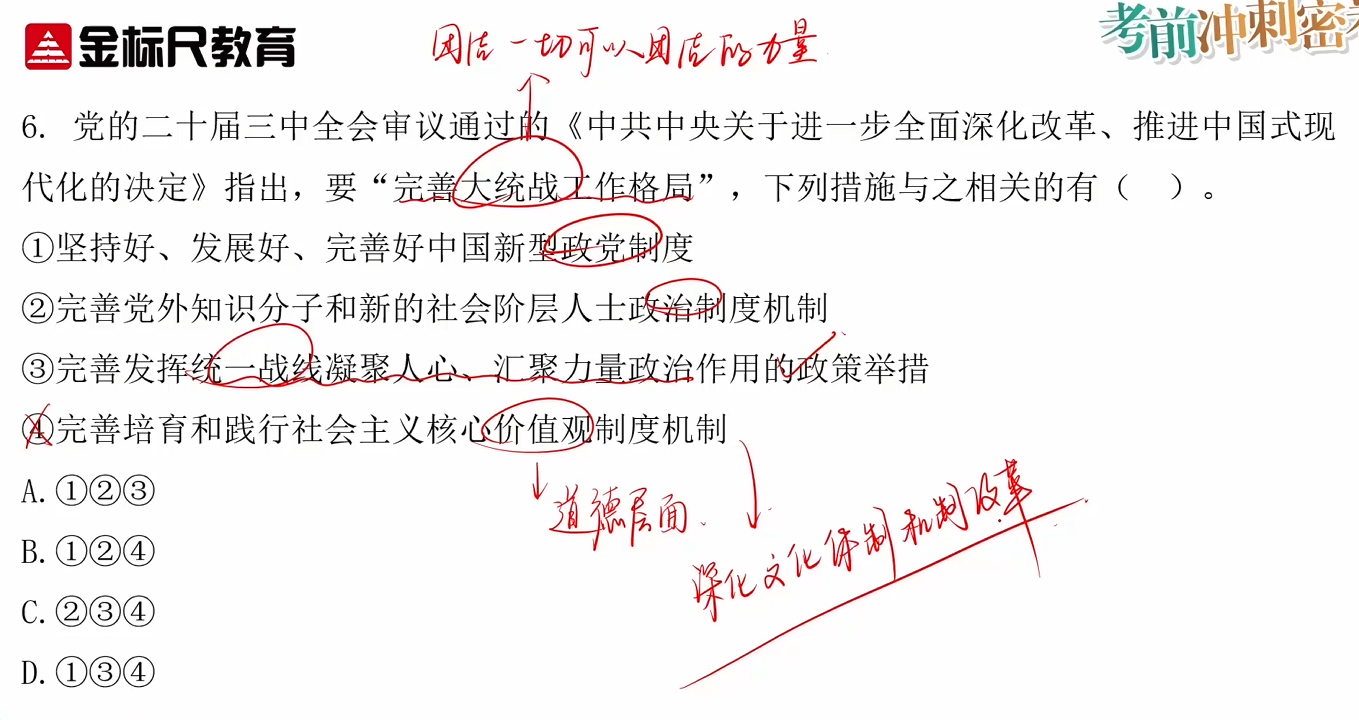 金标尺教育
团结一切可以团结的力量
考前冲刺密
6. 党的二十届三中全会审议通过的《中共中央关于进一步全面深化改革、推进中国式现
代化的决定》指出，要“完善大统战工作格局”，下列措施与之相关的有（ ）。
①坚持好、发展好、完善好中国新型政党制度
②完善党外知识分子和新的社会阶层人士政治制度机制
③完善发挥统一战线凝聚人心、汇聚力量政治作用的政策举措
④完善培育和践行社会主义核心价值观制度机制
道德层面
深化文化体制机制改革
A.①②③
B.①②④
C.②③④
D.①③④